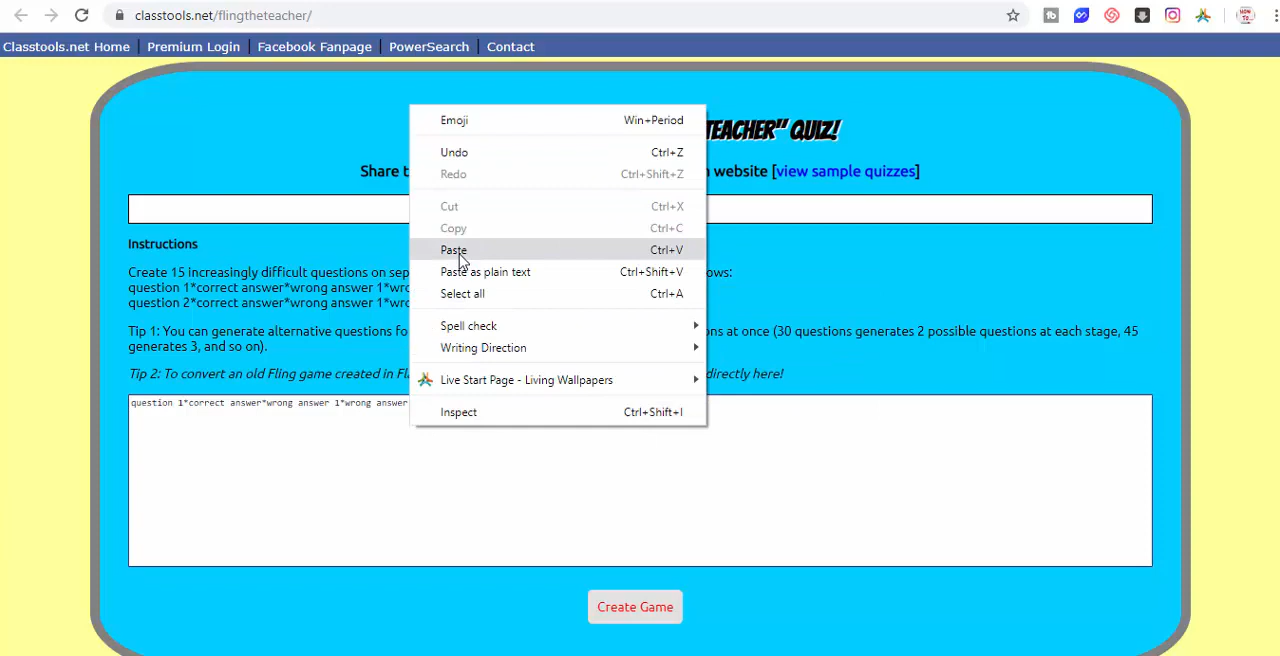 classtools.net/flingtheteacher/
Classtools.net Home | Premium Login | Facebook Fanpage | PowerSearch | Contact
TEACHER" QUIZ!
Share t
website [view sample quizzes]
Emoji Win+Period
Undo Ctrl+Z
Redo Ctrl+Shift+Z
Cut Ctrl+X
Copy Ctrl+C
Paste Ctrl+V
Paste as plain text Ctrl+Shift+V
Select all Ctrl+A
Spell check
Writing Direction
Live Start Page - Living Wallpapers
Inspect Ctrl+Shift+I
Instructions
Create 15 increasingly difficult questions on sep ows:
question 1*correct answer*wrong answer 1*wro
question 2*correct answer*wrong answer 1*wro
Tip 1: You can generate alternative questions fo ns at once (30 questions generates 2 possible questions at each stage, 45
generates 3, and so on).
Tip 2: To convert an old Fling game created in Fl directly here!
question 1*correct answer*wrong answer 1*wrong answer
Create Game